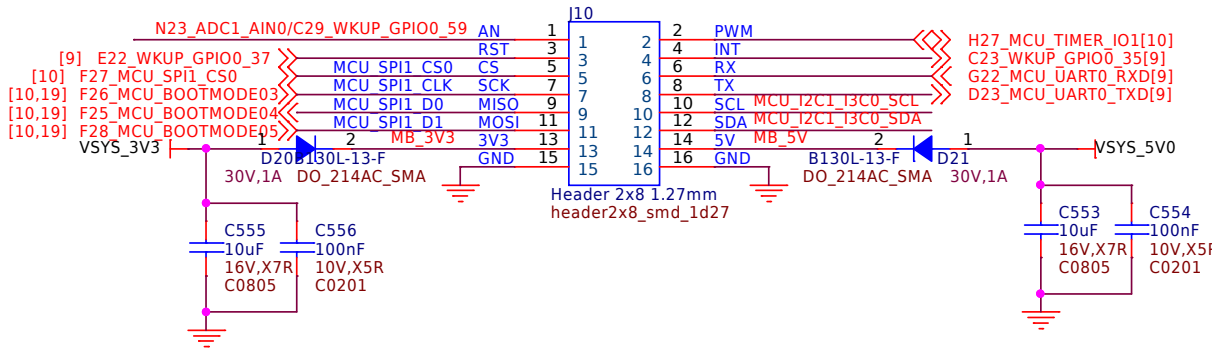 J10
N23_ADC1_AIN0/C29_WKUP_GPIO0_59 AN 1 1 2 2 PWM H27_MCU_TIMER_IO1[10]
[9] E22_WKUP_GPIO0_37 RST 3 3 4 4 INT C23_WKUP_GPIO0_35[9]
[10] F27_MCU_SPI1_CS0 MCU_SPI1_CS0 CS 5 5 6 6 RX G22_MCU_UART0_RXD[9]
[10,19] F26_MCU_BOOTMODE03 MCU_SPI1_CLK SCK 7 7 8 8 TX D23_MCU_UART0_TXD[9]
[10,19] F25_MCU_BOOTMODE04 MCU_SPI1_D0 MISO 9 9 10 10 SCL MCU_I2C1_I3C0_SCL
[10,19] F28_MCU_BOOTMODE05 MCU_SPI1_D1 MOSI 11 11 12 12 SDA MCU_I2C1_I3C0_SDA
VSYS_3V3 1 2 MB_3V3 3V3 13 13 14 14 5V MB_5V 2 1 VSYS_5V0
D20 B130L-13-F GND 15 15 16 16 GND B130L-13-F D21
30V,1A DO_214AC_SMA DO_214AC_SMA 30V,1A
Header 2x8 1.27mm
header2x8_smd_1d27
C555 C556 C553 C554
10uF 100nF 10uF 100nF
16V,X7R 10V,X5R 16V,X7R 10V,X5R
C0805 C0201 C0805 C0201